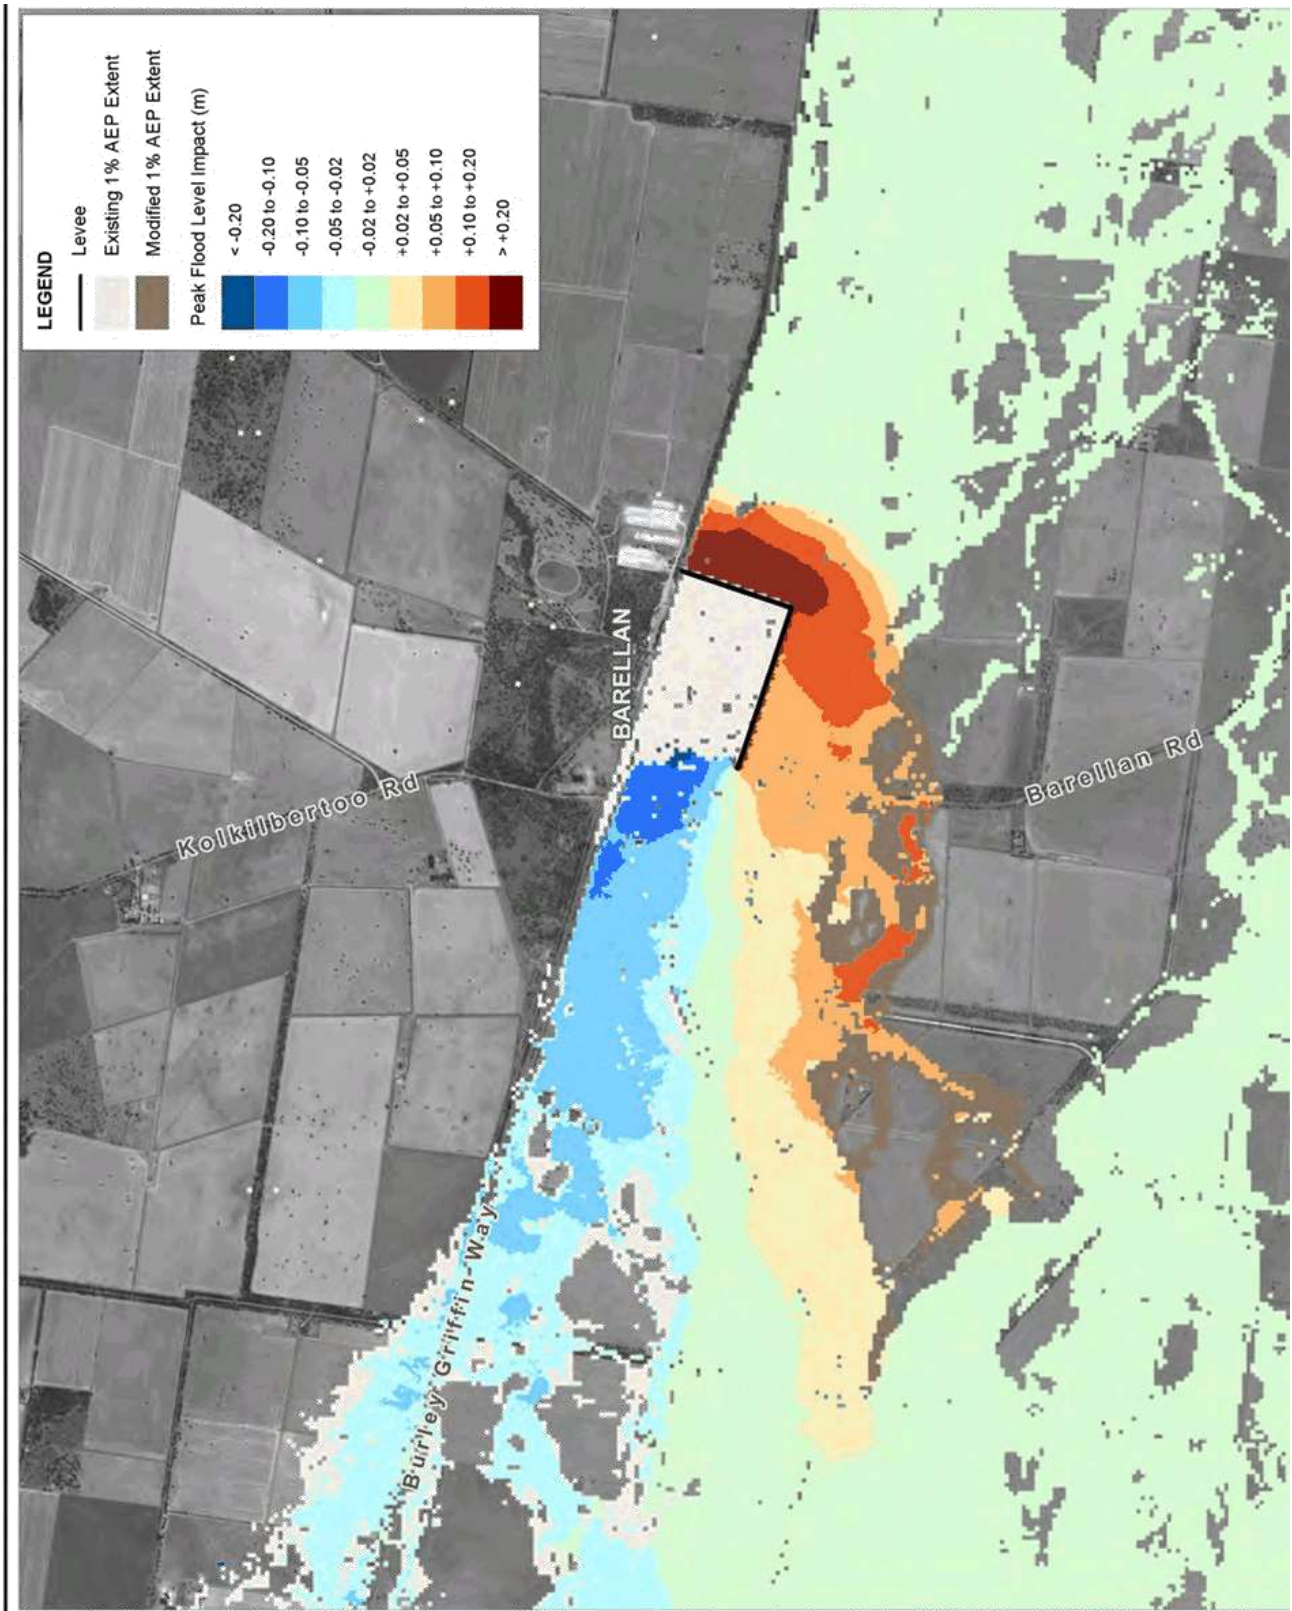 LEGEND
Levee
Existing 1% AEP Extent
Modified 1% AEP Extent
Peak Flood Level Impact (m)
< -0.20
-0.20 to -0.10
-0.10 to -0.05
-0.05 to -0.02
-0.02 to +0.02
+0.02 to +0.05
+0.05 to +0.10
+0.10 to +0.20
> +0.20
Kolkilbertoo Rd
BARELLAN
Barellan Rd
Burley Griffin Way